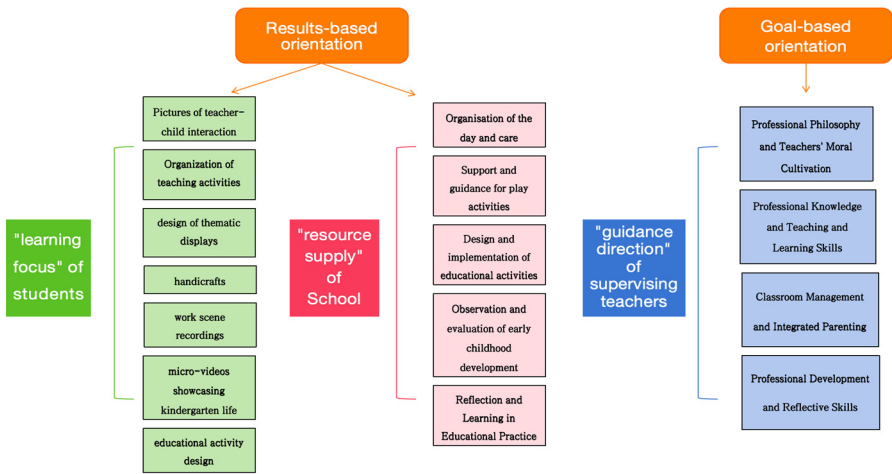 Results-based
orientation
Goal-based
orientation
"learning
focus" of
students
Pictures of teacher-
child interaction
Organization of
teaching activities
design of thematic
displays
handicrafts
work scene
recordings
micro-videos
showcasing
kindergarten life
educational activity
design
"resource
supply" of
School
Organisation of the
day and care
Support and
guidance for play
activities
Design and
implementation of
educational activities
Observation and
evaluation of early
childhood
development
Reflection and
Learning in
Educational Practice
"guidance
direction" of
supervising
teachers
Professional Philosophy
and Teachers' Moral
Cultivation
Professional Knowledge
and Teaching and
Learning Skills
Classroom Management
and Integrated Parenting
Professional Development
and Reflective Skills